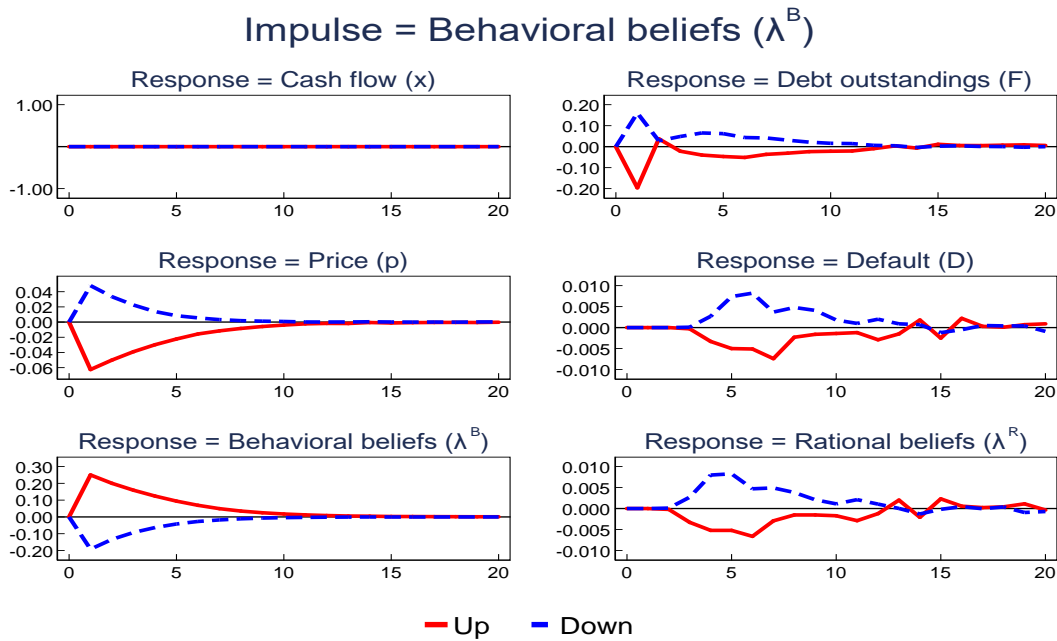 Impulse = Behavioral beliefs (λᴮ)
Response = Cash flow (x)
1.00
-1.00
0 5 10 15 20
Response = Debt outstandings (F)
0.20
0.10
0.00
-0.10
-0.20
0 5 10 15 20
Response = Price (p)
0.04
0.02
0.00
-0.02
-0.04
-0.06
0 5 10 15 20
Response = Default (D)
0.010
0.005
0.000
-0.005
-0.010
0 5 10 15 20
Response = Behavioral beliefs (λᴮ)
0.30
0.20
0.10
0.00
-0.10
-0.20
0 5 10 15 20
Response = Rational beliefs (λᴿ)
0.010
0.005
0.000
-0.005
-0.010
0 5 10 15 20
Up Down